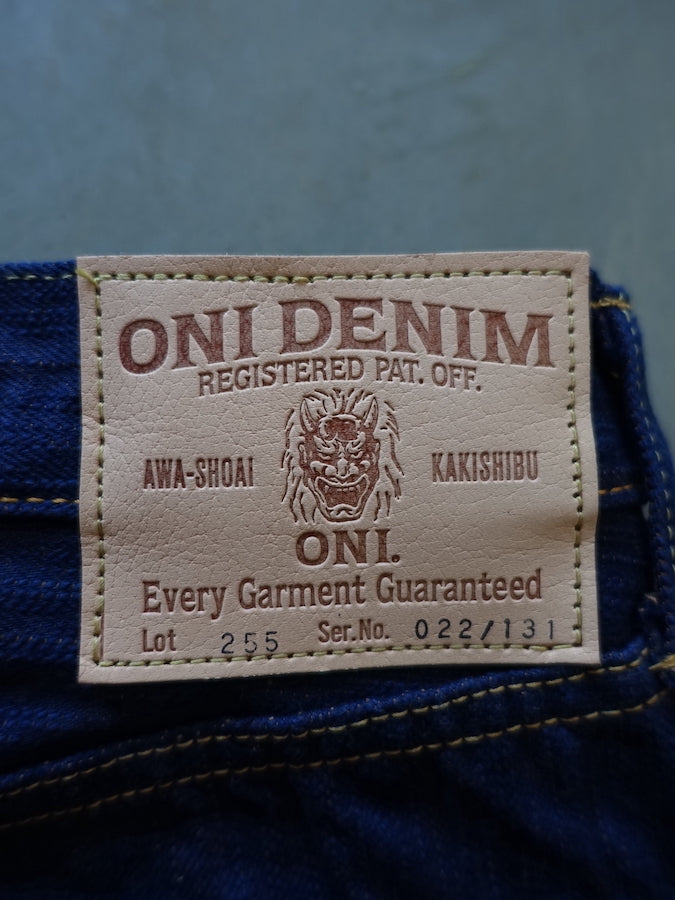 ONI DENIM
REGISTERED PAT. OFF.
AWA-SHOAI KAKISHIBU
ONI.
Every Garment Guaranteed
Lot 255 Ser.No. 022/131